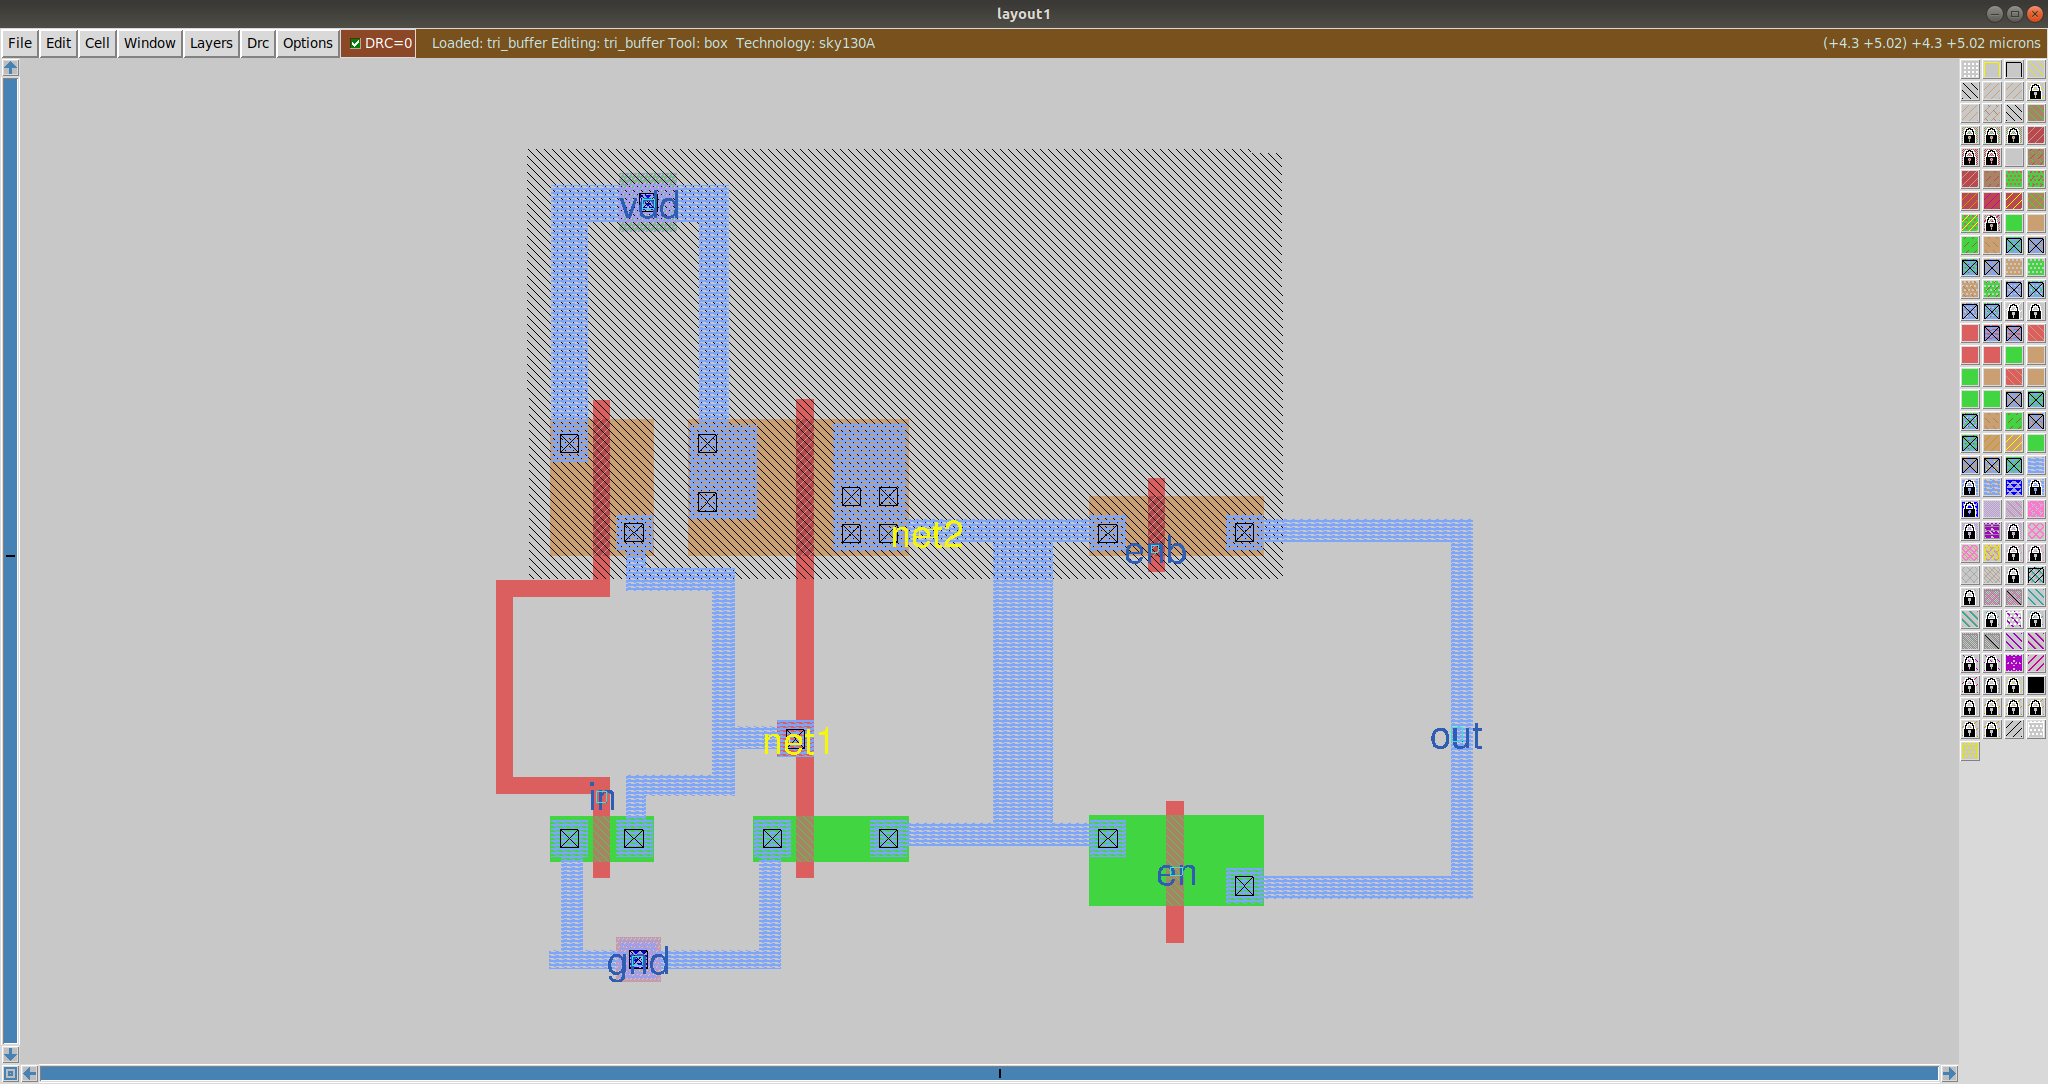 layout1
File Edit Cell Window Layers Drc Options DRC=0 Loaded: tri_buffer Editing: tri_buffer Tool: box Technology: sky130A (+4.3 +5.02) +4.3 +5.02 microns
vdd
net2
enb
out
net1
in
en
gnd